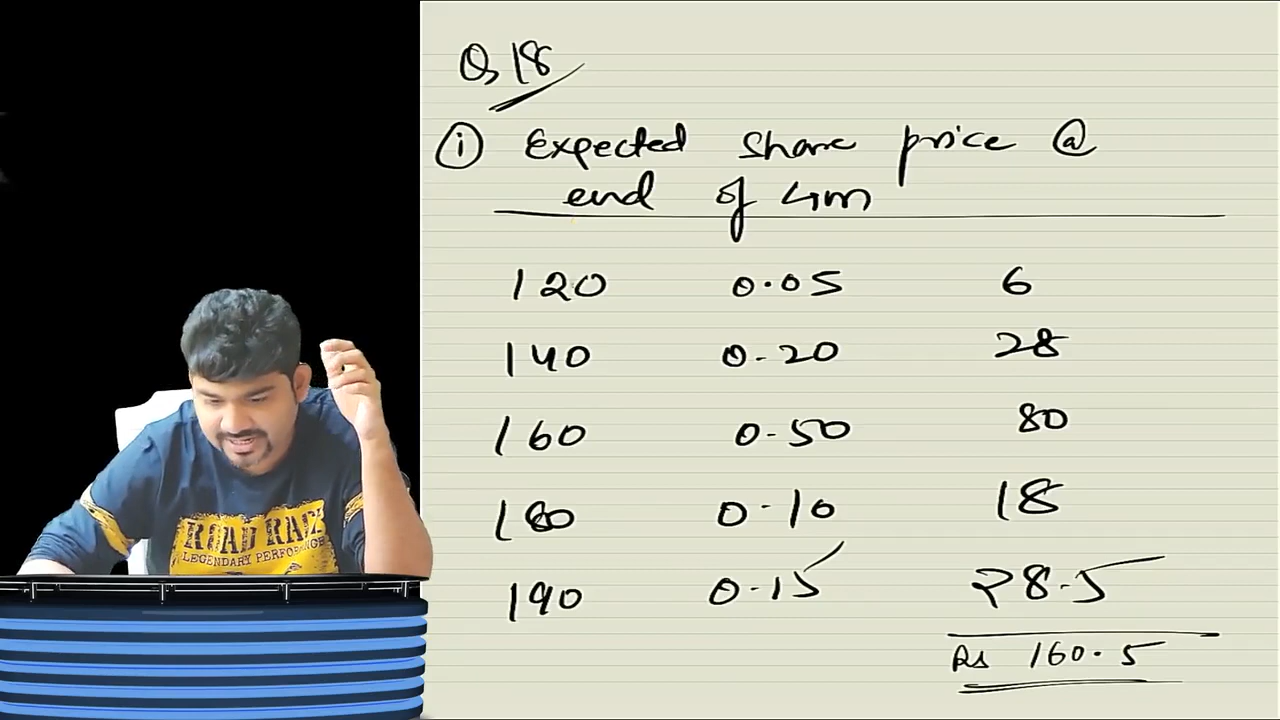 Q 18
i Expected share price @
end of 4m
120 0.05 6
140 0.20 28
160 0.50 80
180 0.10 18
190 0.15 28.5
Rs 160.5
ROAD RACE
LEGENDARY PERFORMANCE